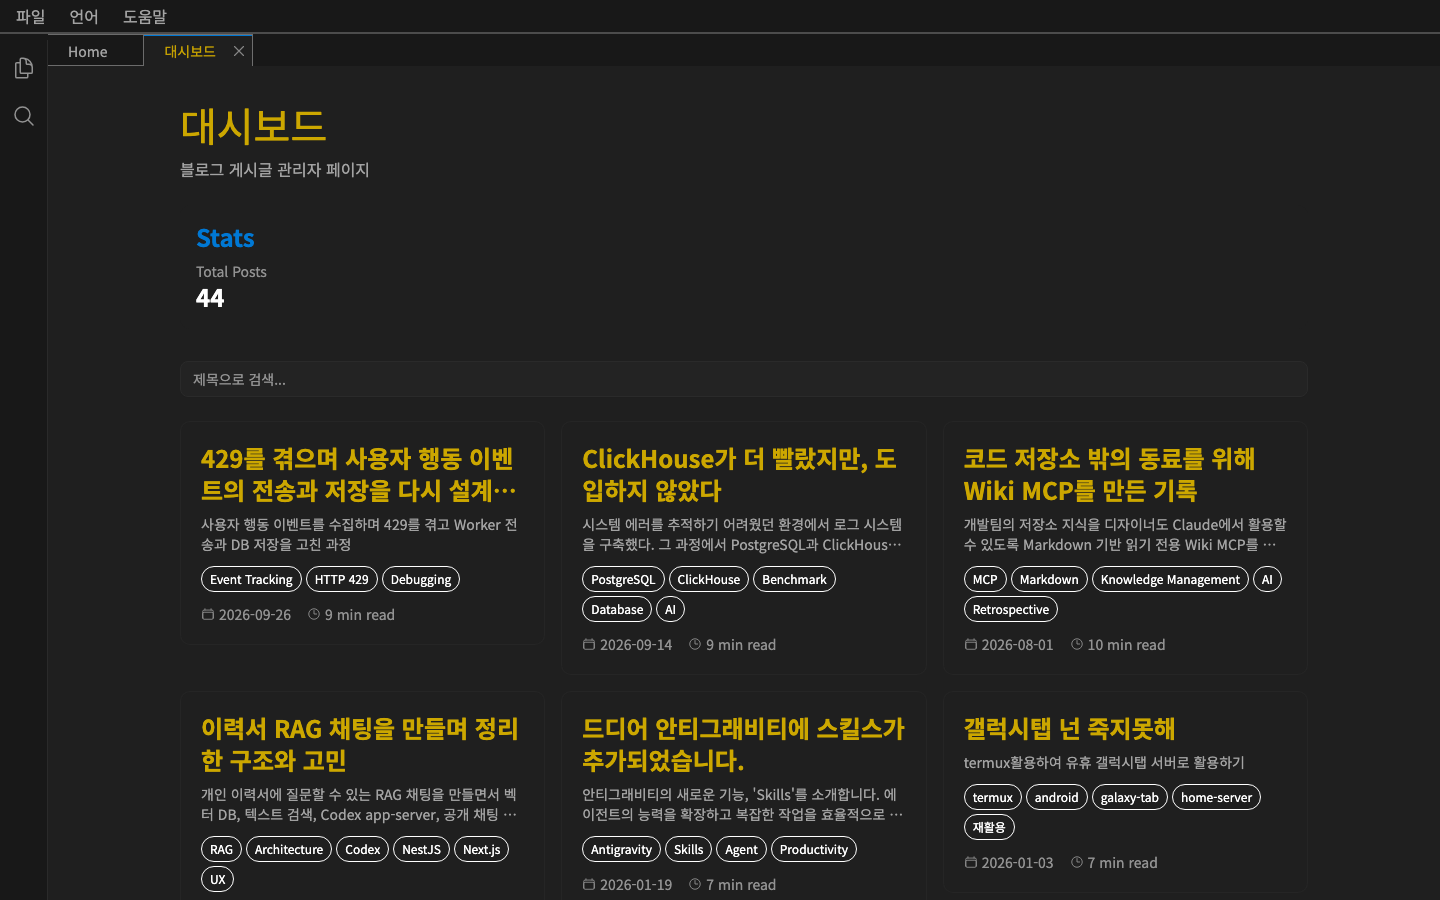 파일 언어 도움말
Home 대시보드
대시보드
블로그 게시글 관리자 페이지
Stats
Total Posts
44
제목으로 검색...
429를 겪으며 사용자 행동 이벤
트의 전송과 저장을 다시 설계…
사용자 행동 이벤트를 수집하며 429를 겪고 Worker 전
송과 DB 저장을 고친 과정
Event Tracking HTTP 429 Debugging
2026-09-26 9 min read
ClickHouse가 더 빨랐지만, 도
입하지 않았다
시스템 에러를 추적하기 어려웠던 환경에서 로그 시스템
을 구축했다. 그 과정에서 PostgreSQL과 ClickHous…
PostgreSQL ClickHouse Benchmark
Database AI
2026-09-14 9 min read
코드 저장소 밖의 동료를 위해
Wiki MCP를 만든 기록
개발팀의 저장소 지식을 디자이너도 Claude에서 활용할
수 있도록 Markdown 기반 읽기 전용 Wiki MCP를 …
MCP Markdown Knowledge Management AI
Retrospective
2026-08-01 10 min read
이력서 RAG 채팅을 만들며 정리
한 구조와 고민
개인 이력서에 질문할 수 있는 RAG 채팅을 만들면서 벡
터 DB, 텍스트 검색, Codex app-server, 공개 채팅 …
RAG Architecture Codex NestJS Next.js
UX
드디어 안티그래비티에 스킬스가
추가되었습니다.
안티그래비티의 새로운 기능, 'Skills'를 소개합니다. 에
이전트의 능력을 확장하고 복잡한 작업을 효율적으로 …
Antigravity Skills Agent Productivity
2026-01-19 7 min read
갤럭시탭 넌 죽지못해
termux활용하여 유휴 갤럭시탭 서버로 활용하기
termux android galaxy-tab home-server
재활용
2026-01-03 7 min read